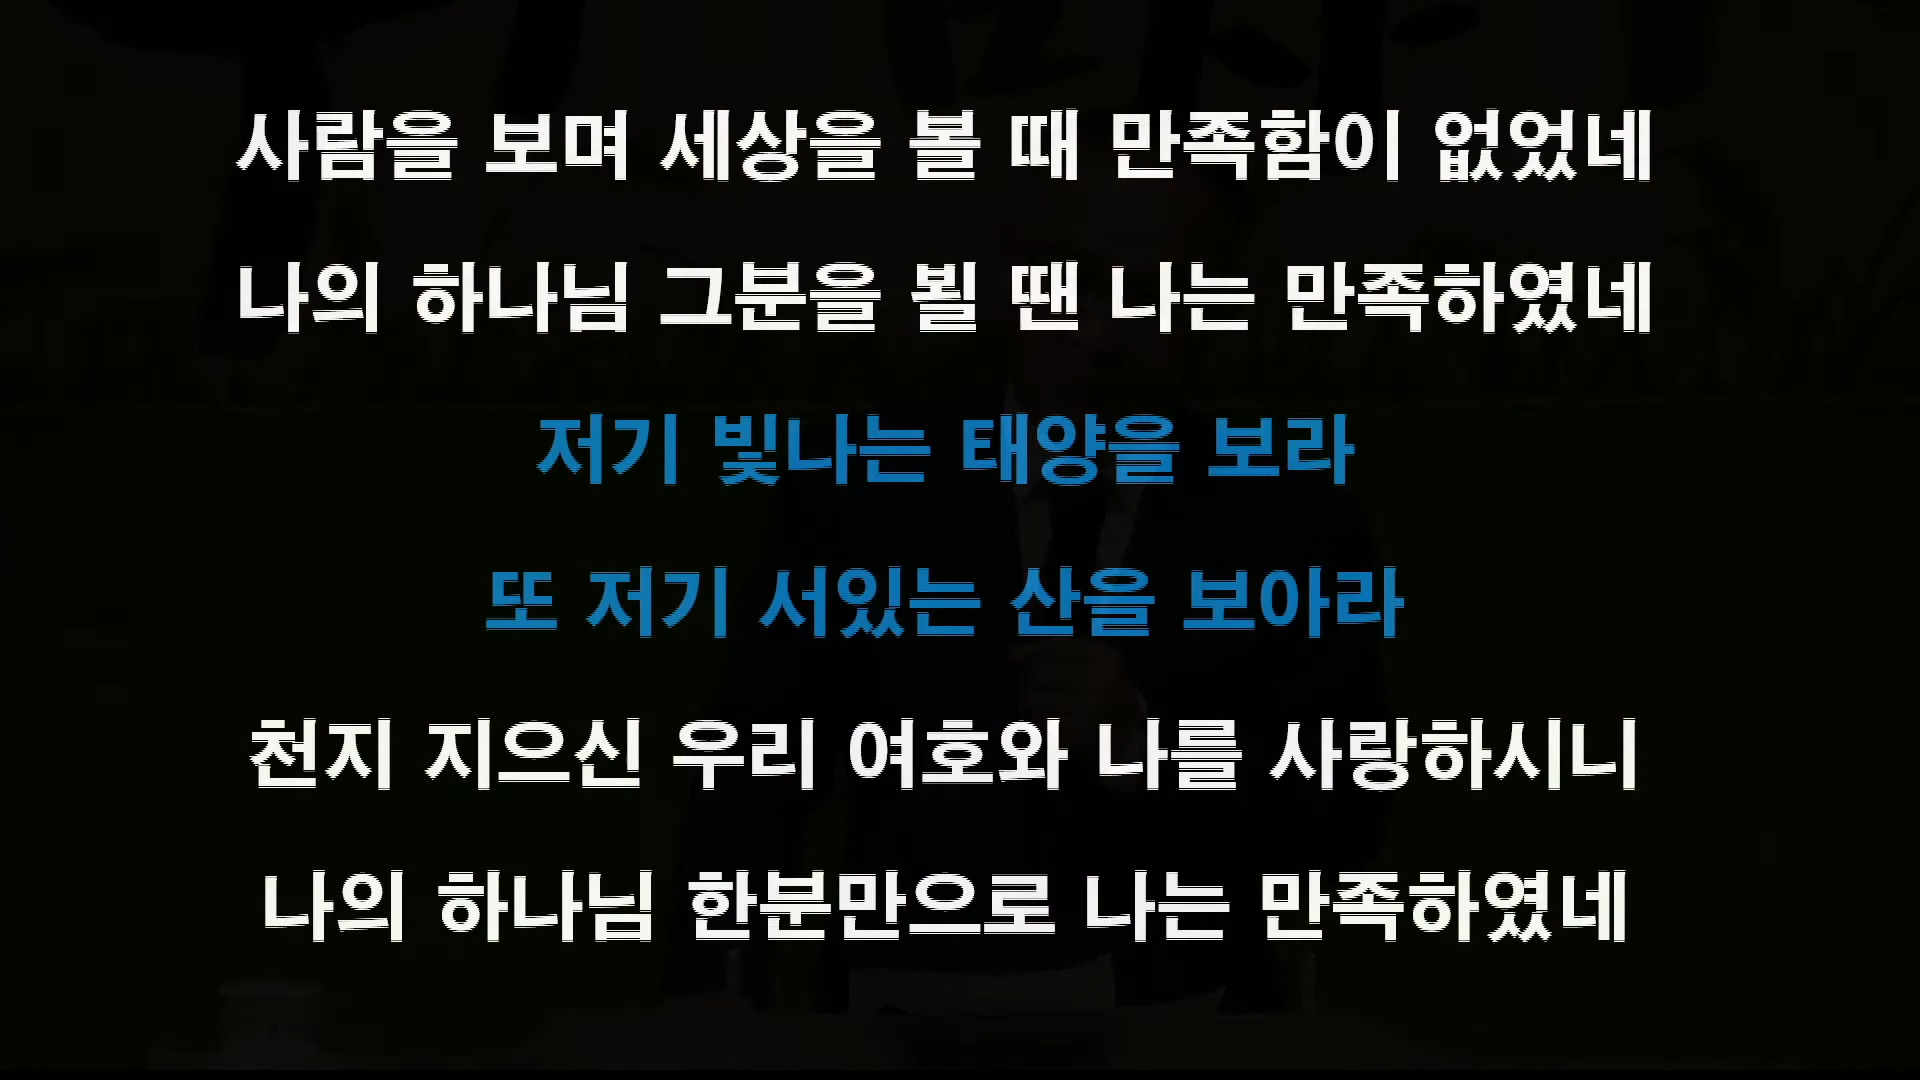 사람을 보며 세상을 볼 때 만족함이 없었네
나의 하나님 그분을 뵐 땐 나는 만족하였네
저기 빛나는 태양을 보라
또 저기 서있는 산을 보아라
천지 지으신 우리 여호와 나를 사랑하시니
나의 하나님 한분만으로 나는 만족하였네